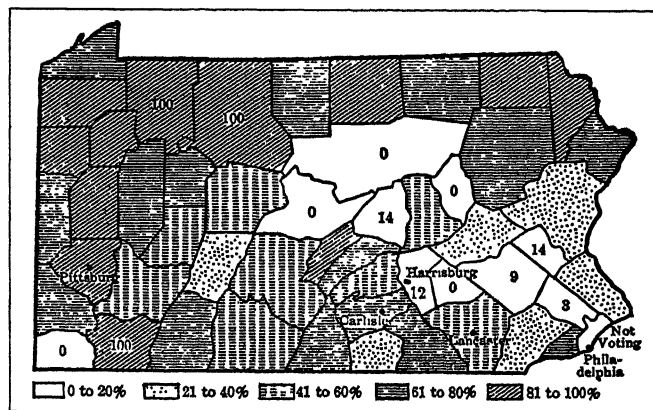 100
100
0
0
0
14
Pittsburg
14
Harrisburg
9
0
12
8
Carlisle
Lancaster
Not
Voting
0
100
Phila-
delphia
0 to 20% 21 to 40% 41 to 60% 61 to 80% 81 to 100%